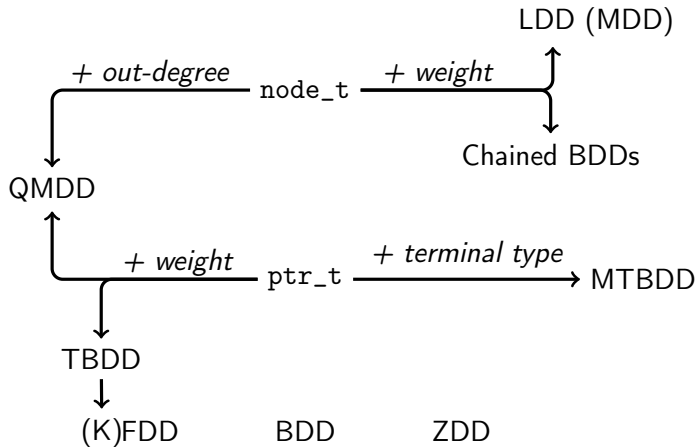 LDD (MDD)
+ out-degree node_t + weight
Chained BDDs
QMDD
+ weight ptr_t + terminal type MTBDD
TBDD
(K)FDD BDD ZDD